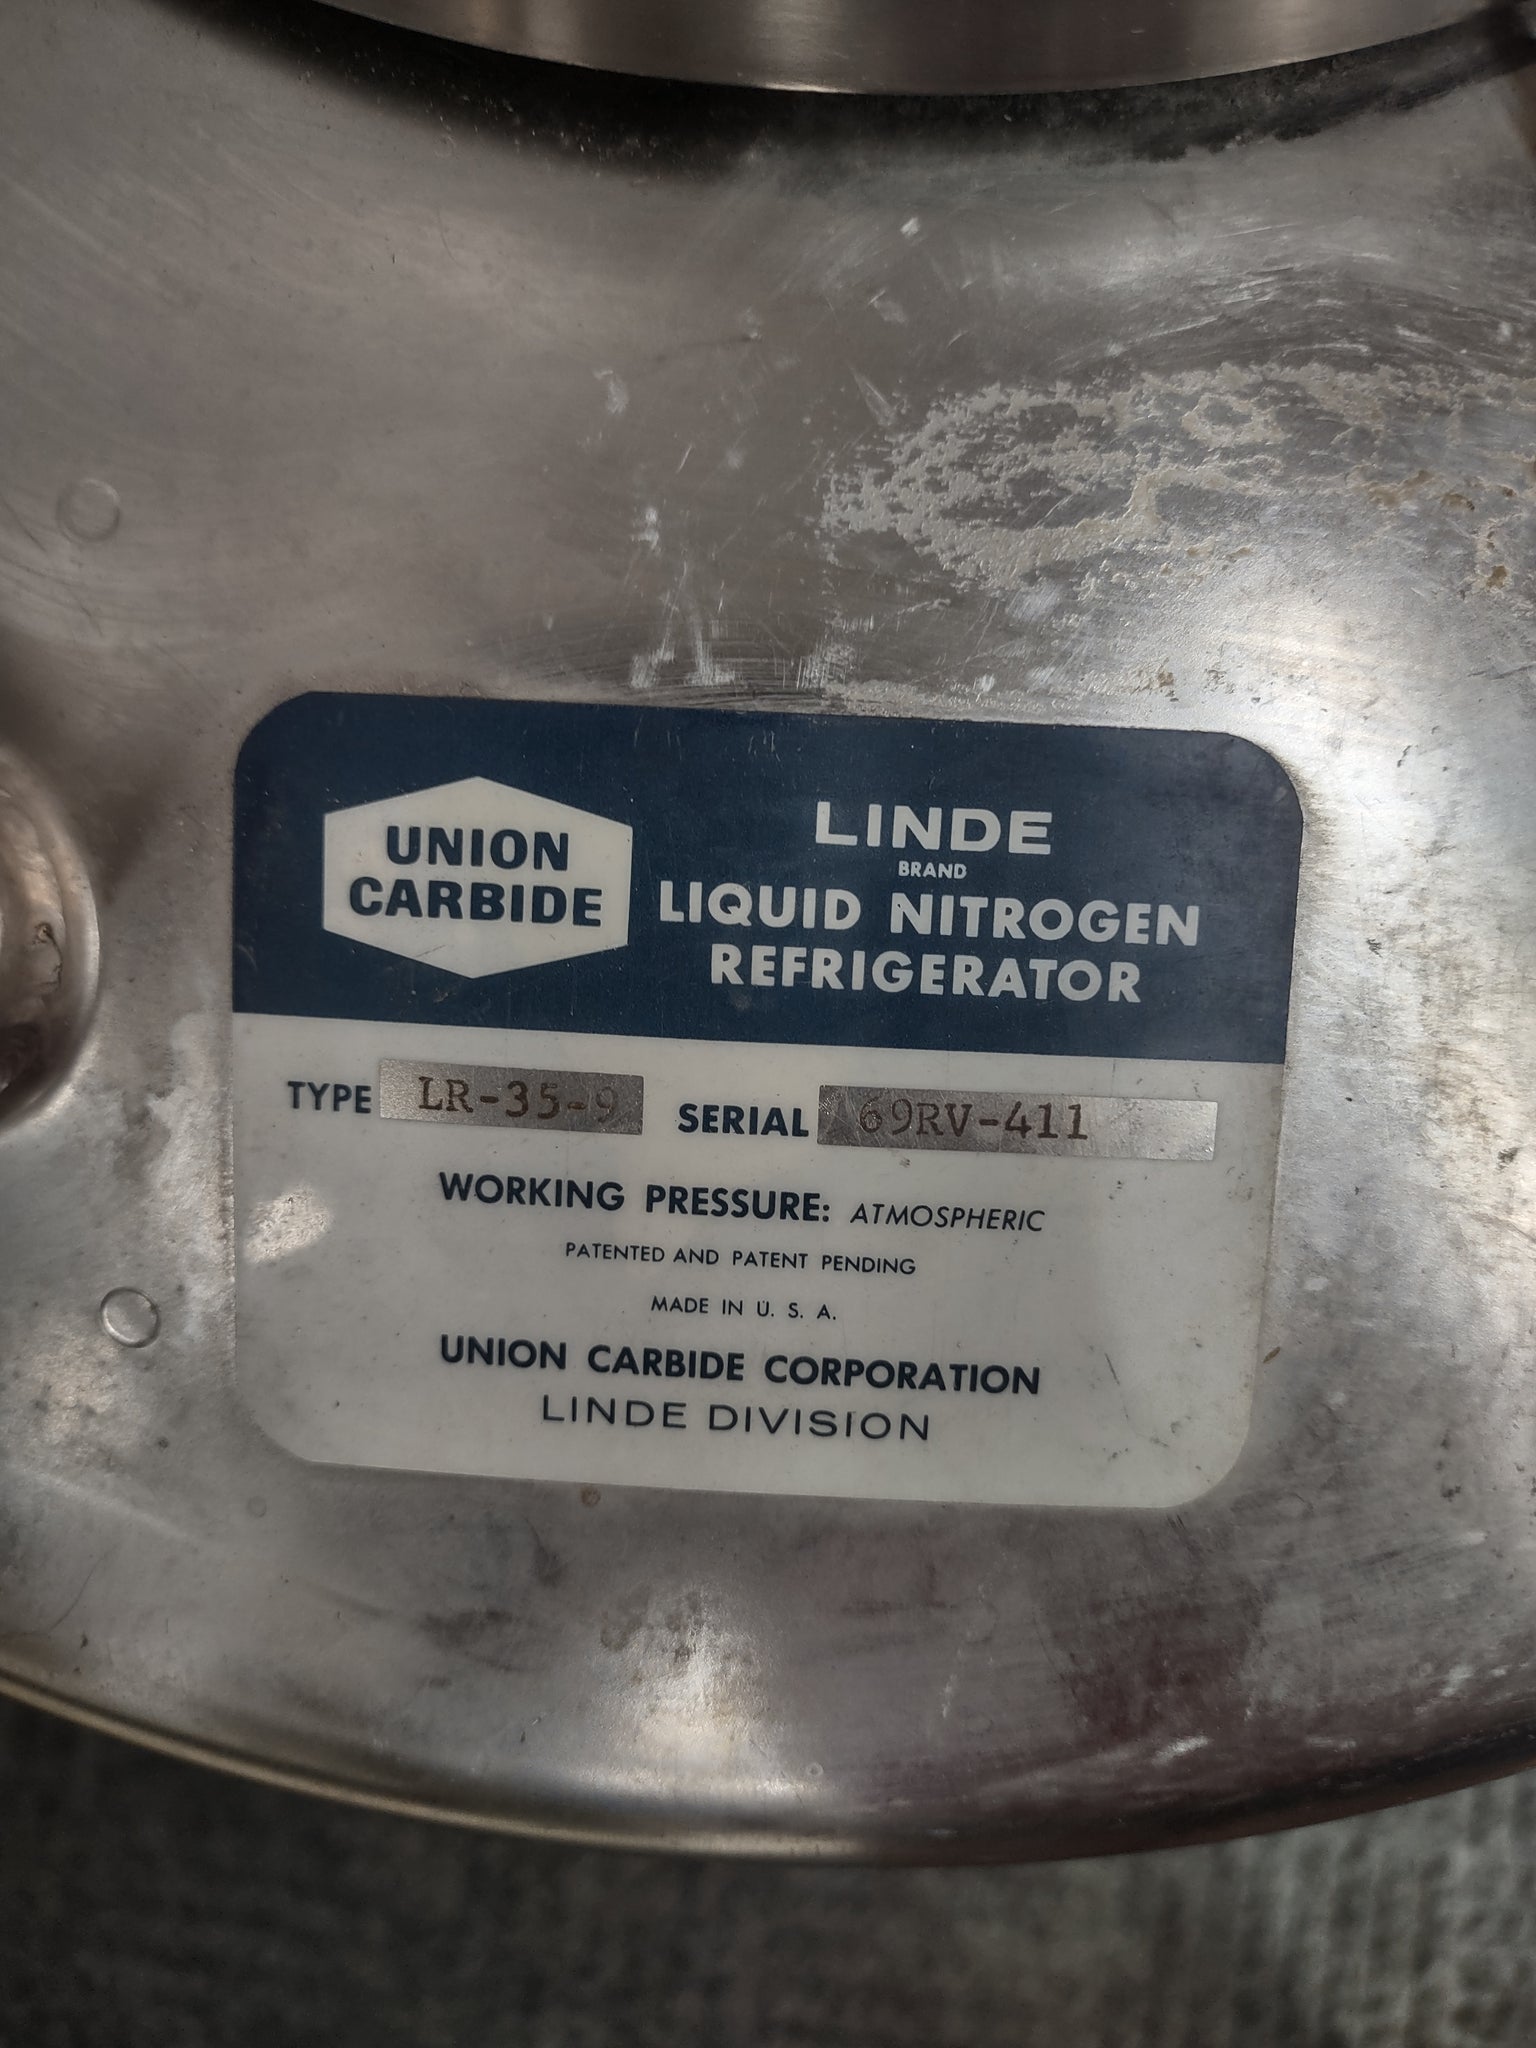 UNION
CARBIDE
LINDE
BRAND
LIQUID NITROGEN
REFRIGERATOR
TYPE LR-35-9 SERIAL 69RV-411
WORKING PRESSURE: ATMOSPHERIC
PATENTED AND PATENT PENDING
MADE IN U. S. A.
UNION CARBIDE CORPORATION
LINDE DIVISION